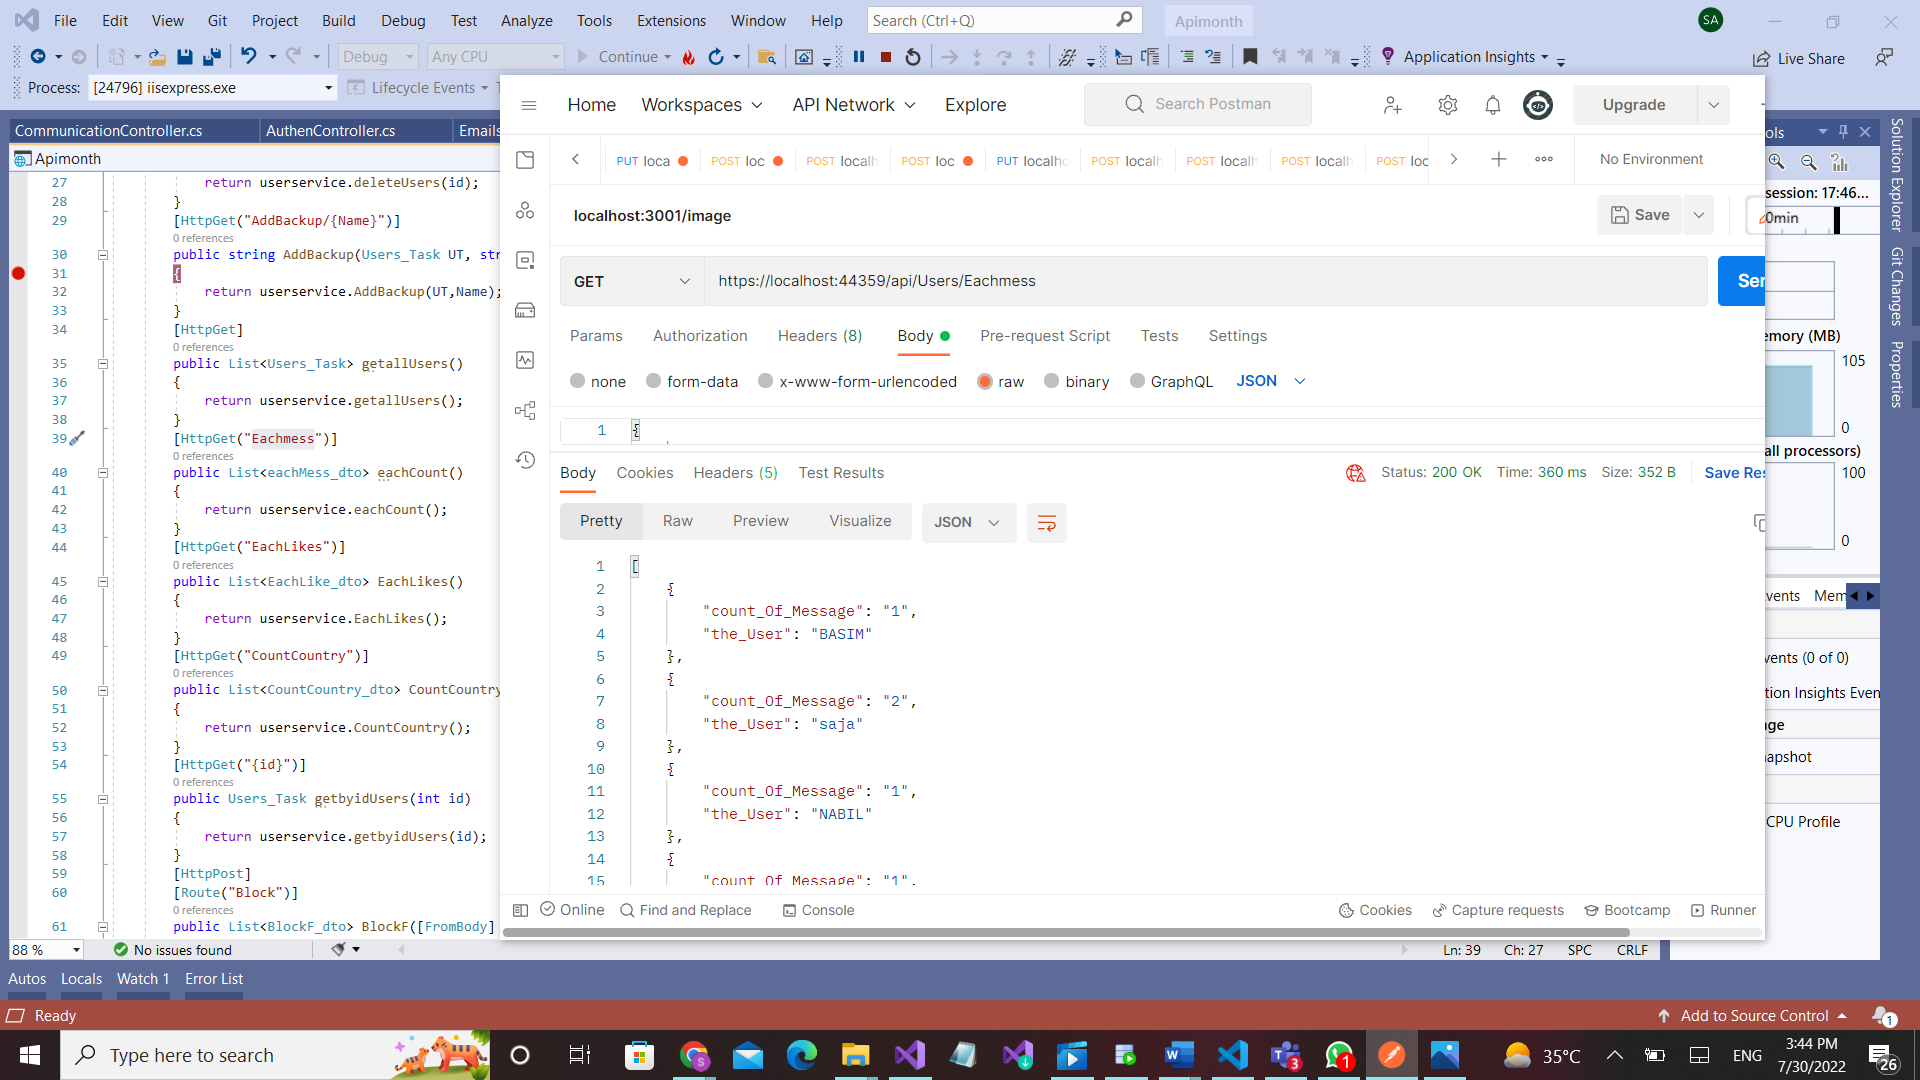 File Edit View Git Project Build Debug Test Analyze Tools Extensions Window Help Search (Ctrl+Q) Apimonth SA
Debug Any CPU Continue Application Insights Live Share
Process: [24796] iisexpress.exe Lifecycle Events
CommunicationController.cs AuthenController.cs Emails
Apimonth
27 return userservice.deleteUsers(id);
28 }
29 [HttpGet("AddBackup/{Name}")]
0 references
30 public string AddBackup(Users_Task UT, str
31 {
32 return userservice.AddBackup(UT,Name);
33 }
34 [HttpGet]
0 references
35 public List<Users_Task> getallUsers()
36 {
37 return userservice.getallUsers();
38 }
39 [HttpGet("Eachmess")]
0 references
40 public List<eachMess_dto> eachCount()
41 {
42 return userservice.eachCount();
43 }
44 [HttpGet("EachLikes")]
0 references
45 public List<EachLike_dto> EachLikes()
46 {
47 return userservice.EachLikes();
48 }
49 [HttpGet("CountCountry")]
0 references
50 public List<CountCountry_dto> CountCountry
51 {
52 return userservice.CountCountry();
53 }
54 [HttpGet("{id}")]
0 references
55 public Users_Task getbyidUsers(int id)
56 {
57 return userservice.getbyidUsers(id);
58 }
59 [HttpPost]
60 [Route("Block")]
0 references
61 public List<BlockF_dto> BlockF([FromBody]
Home Workspaces API Network Explore Search Postman Upgrade
PUT loca POST loc POST localh POST loc PUT localho POST localh POST localh POST localh POST loc No Environment
localhost:3001/image Save
GET https://localhost:44359/api/Users/Eachmess Ser
Params Authorization Headers (8) Body Pre-request Script Tests Settings
none form-data x-www-form-urlencoded raw binary GraphQL JSON
1 {
Body Cookies Headers (5) Test Results Status: 200 OK Time: 360 ms Size: 352 B Save Res
Pretty Raw Preview Visualize JSON
1 [
2 {
3 "count_Of_Message": "1",
4 "the_User": "BASIM"
5 },
6 {
7 "count_Of_Message": "2",
8 "the_User": "saja"
9 },
10 {
11 "count_Of_Message": "1",
12 "the_User": "NABIL"
13 },
14 {
15 "count_Of_Message": "1",
Online Find and Replace Console Cookies Capture requests Bootcamp Runner
ols
session: 17:46...
0min
emory (MB)
105
0
all processors)
100
0
vents Mem
vents (0 of 0)
tion Insights Even
age
napshot
CPU Profile
Solution Explorer
Git Changes
Properties
88 % No issues found Ln: 39 Ch: 27 SPC CRLF
Autos Locals Watch 1 Error List
Ready Add to Source Control 1
Type here to search 3 1 35°C ENG 3:44 PM
7/30/2022 26